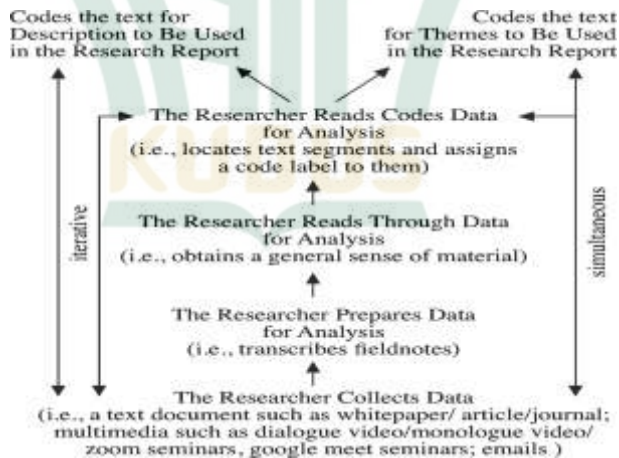 Codes the text for
Description to Be Used
in the Research Report
Codes the text
for Themes to Be Used
in the Research Report
The Researcher Reads Codes Data
for Analysis
(i.e., locates text segments and assigns
a code label to them)
The Researcher Reads Through Data
for Analysis
(i.e., obtains a general sense of material)
The Researcher Prepares Data
for Analysis
(i.e., transcribes fieldnotes)
The Researcher Collects Data
(i.e., a text document such as whitepaper/ article/journal;
multimedia such as dialogue video/monologue video/
zoom seminars, google meet seminars; emails )
iterative
simultaneous
KUDUS